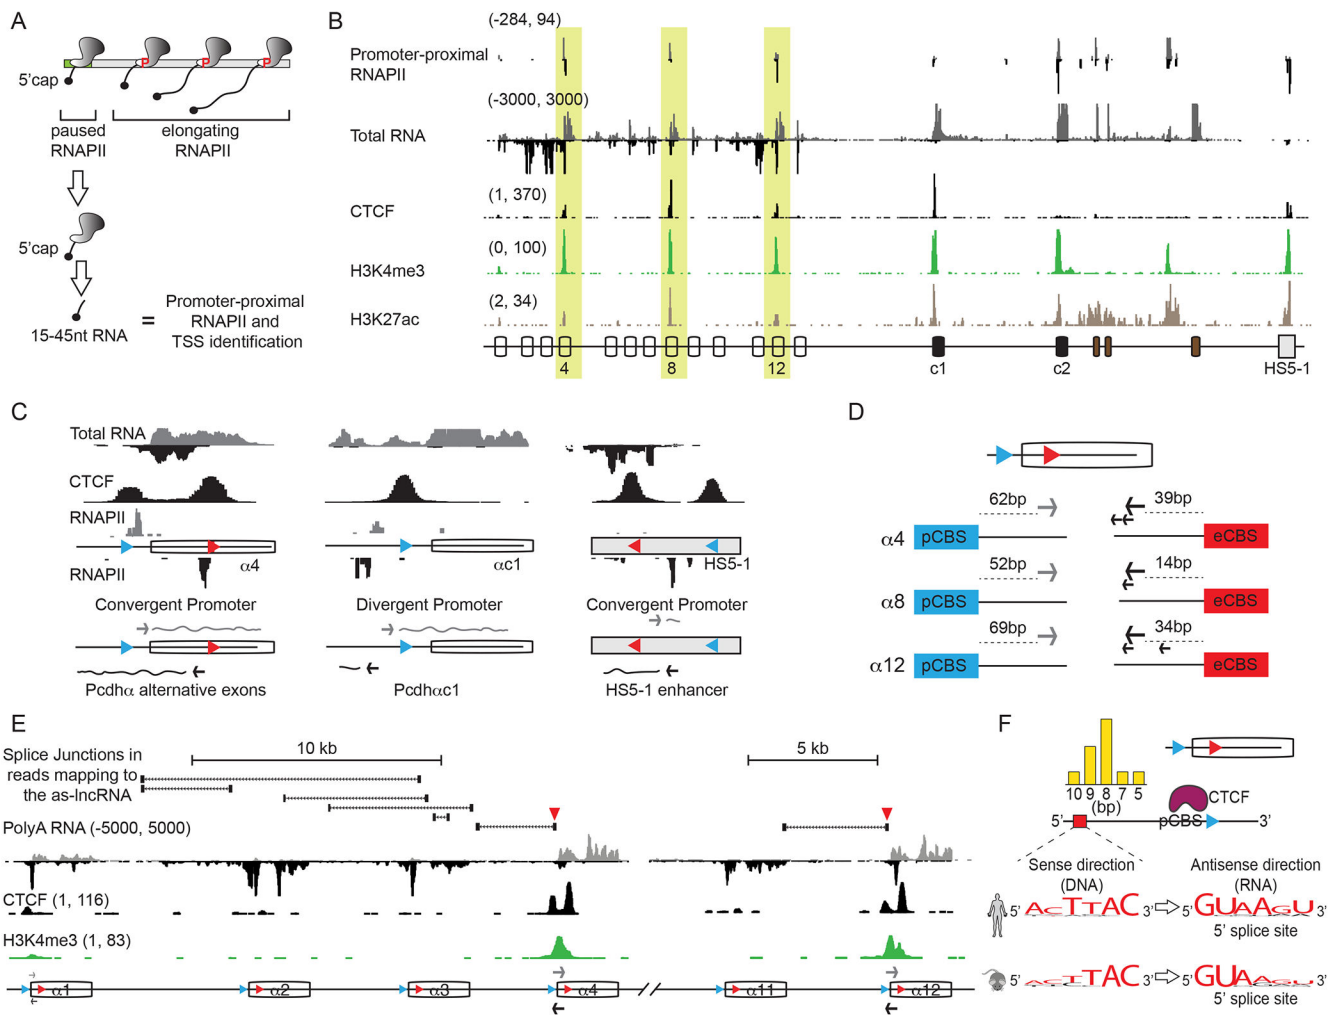 A
P
P
P
5'cap
paused
RNAPII
elongating
RNAPII
5'cap
15-45nt RNA
=
Promoter-proximal
RNAPII and
TSS identification
B
(-284, 94)
Promoter-proximal
RNAPII
(-3000, 3000)
Total RNA
(1, 370)
CTCF
(0, 100)
H3K4me3
(2, 34)
H3K27ac
4
8
12
c1
c2
HS5-1
C
Total RNA
CTCF
RNAPII
α4
αc1
HS5-1
RNAPII
Convergent Promoter
Divergent Promoter
Convergent Promoter
Pcdhα alternative exons
Pcdhαc1
HS5-1 enhancer
D
62bp
39bp
α4
pCBS
eCBS
52bp
14bp
α8
pCBS
eCBS
69bp
34bp
α12
pCBS
eCBS
E
10 kb
5 kb
Splice Junctions in
reads mapping to
the as-lncRNA
PolyA RNA (-5000, 5000)
CTCF (1, 116)
H3K4me3 (1, 83)
α1
α2
α3
α4
α11
α12
F
10 9 8 7 5
(bp)
CTCF
pCBS
5'
3'
Sense direction
(DNA)
Antisense direction
(RNA)
5' ACTTAC 3'
5' GUAAGU 3'
5' splice site
5' ACTTAC 3'
5' GUAAGU 3'
5' splice site